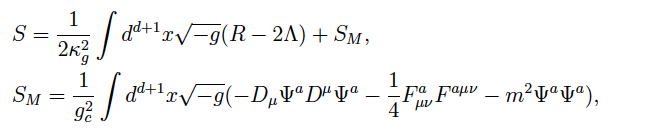 S = \frac{1}{2\kappa_g^2} \int d^{d+1}x \sqrt{-g}(R - 2\Lambda) + S_M,
S_M = \frac{1}{g_c^2} \int d^{d+1}x \sqrt{-g}(-D_\mu \Psi^a D^\mu \Psi^a - \frac{1}{4} F^a_{\mu\nu} F^{a\mu\nu} - m^2 \Psi^a \Psi^a),